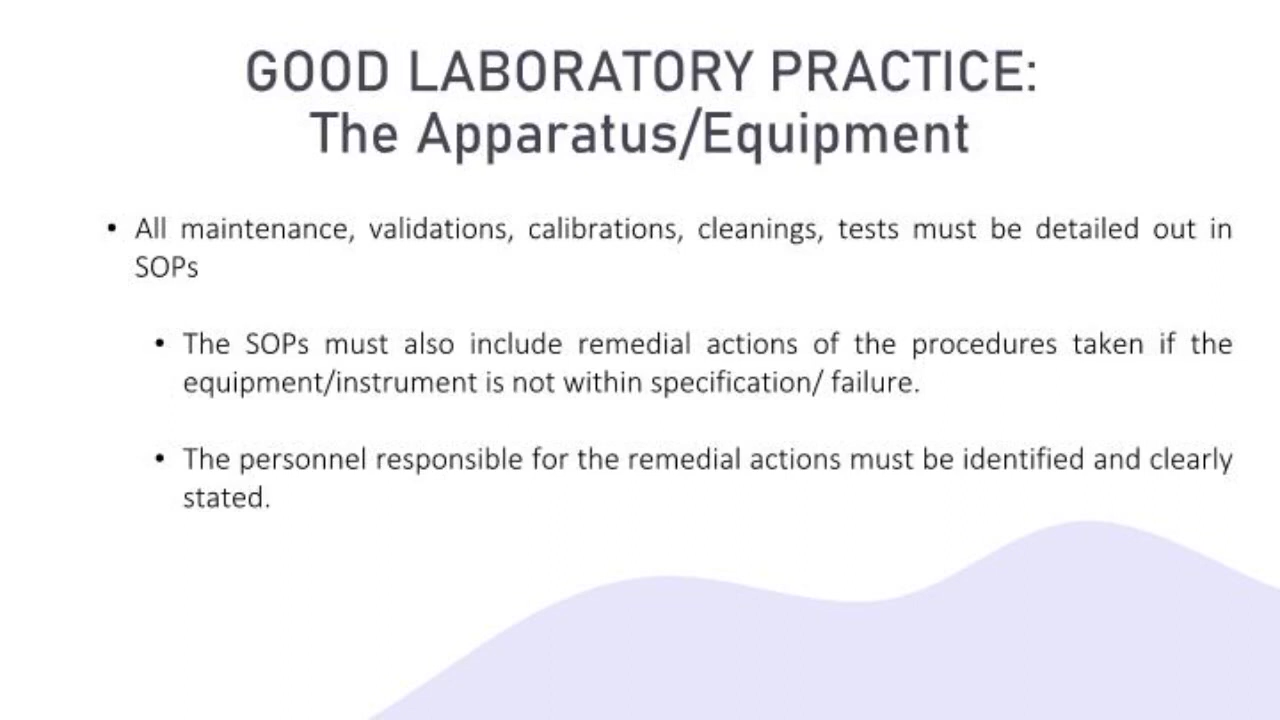 GOOD LABORATORY PRACTICE:
The Apparatus/Equipment
• All maintenance, validations, calibrations, cleanings, tests must be detailed out in
SOPs
• The SOPs must also include remedial actions of the procedures taken if the
equipment/instrument is not within specification/ failure.
• The personnel responsible for the remedial actions must be identified and clearly
stated.